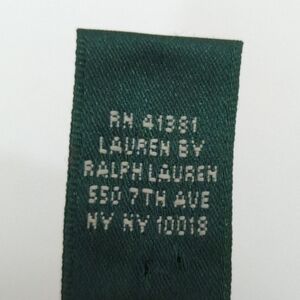 RN 41381
LAUREN BY
RALPH LAUREN
550 7TH AVE
NY NY 10018